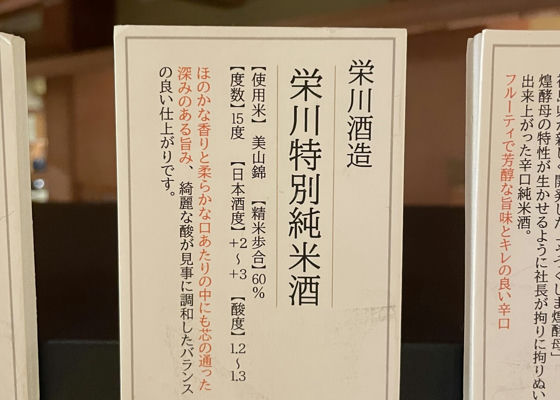 栄川酒造
栄川特別純米酒
【使用米】美山錦 【精米歩合】60%
【度数】15度 【日本酒度】+2〜+3 【酸度】1.2〜1.3
ほのかな香りと柔らかな口あたりの中にも芯の通った
深みのある旨み、綺麗な酸が見事に調和したバランス
の良い仕上がりです。
煌酵母の特性が生かせるように社長が拘りに拘りぬい
出来上がった辛口純米酒。
フルーティで芳醇な旨味とキレの良い辛口